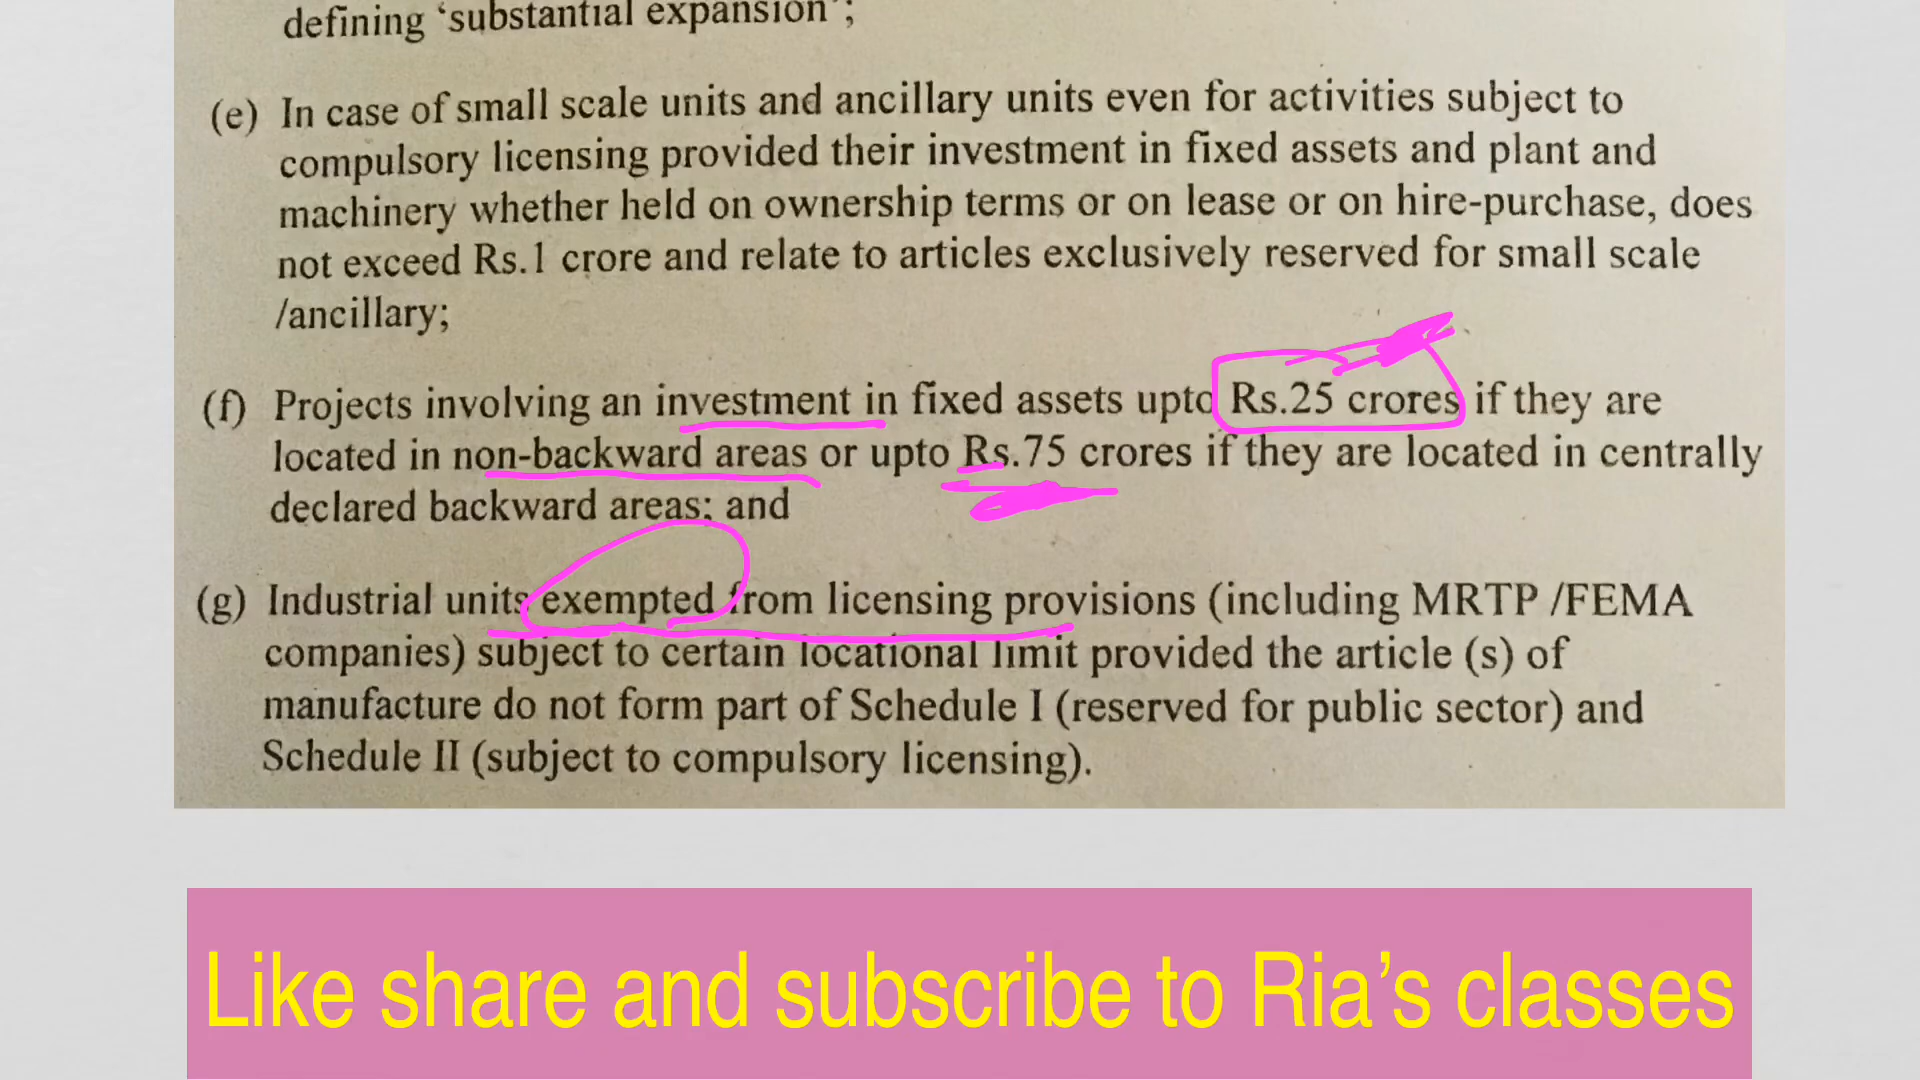 defining ‘substantial expansion’;
(e) In case of small scale units and ancillary units even for activities subject to
compulsory licensing provided their investment in fixed assets and plant and
machinery whether held on ownership terms or on lease or on hire-purchase, does
not exceed Rs.1 crore and relate to articles exclusively reserved for small scale
/ancillary;
(f) Projects involving an investment in fixed assets upto Rs.25 crores if they are
located in non-backward areas or upto Rs.75 crores if they are located in centrally
declared backward areas; and
(g) Industrial units exempted from licensing provisions (including MRTP /FEMA
companies) subject to certain locational limit provided the article (s) of
manufacture do not form part of Schedule I (reserved for public sector) and
Schedule II (subject to compulsory licensing).
Like share and subscribe to Ria’s classes